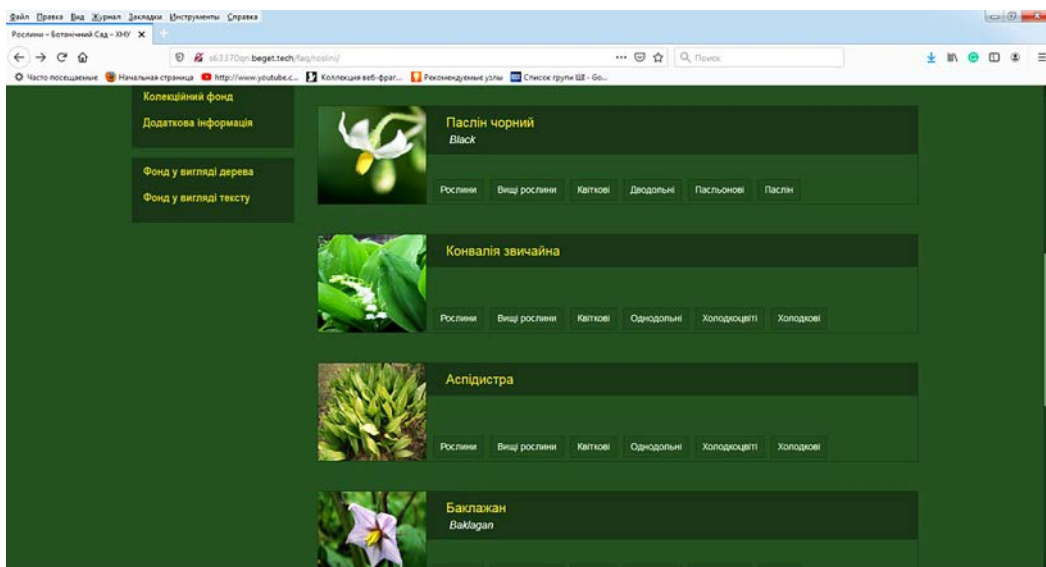 Файл Правка Вид Журнал Закладки Инструменты Справка
Рослини – Ботанічний Сад – ХНУ
s63370qn.beget.tech/faq/roslini/
Поиск
Часто посещаемые Начальная страница http://www.youtube.c... Коллекция веб-фраг... Рекомендуемые узлы Список групи ШІ - Go...
Колекційний фонд
Додаткова інформація
Фонд у вигляді дерева
Фонд у вигляді тексту
Паслін чорний
Black
Рослини Вищі рослини Квіткові Дводольні Пасльонові Паслін
Конвалія звичайна
Рослини Вищі рослини Квіткові Однодольні Холодкоцвіті Холодкові
Аспідистра
Рослини Вищі рослини Квіткові Однодольні Холодкоцвіті Холодкові
Баклажан
Baklagan